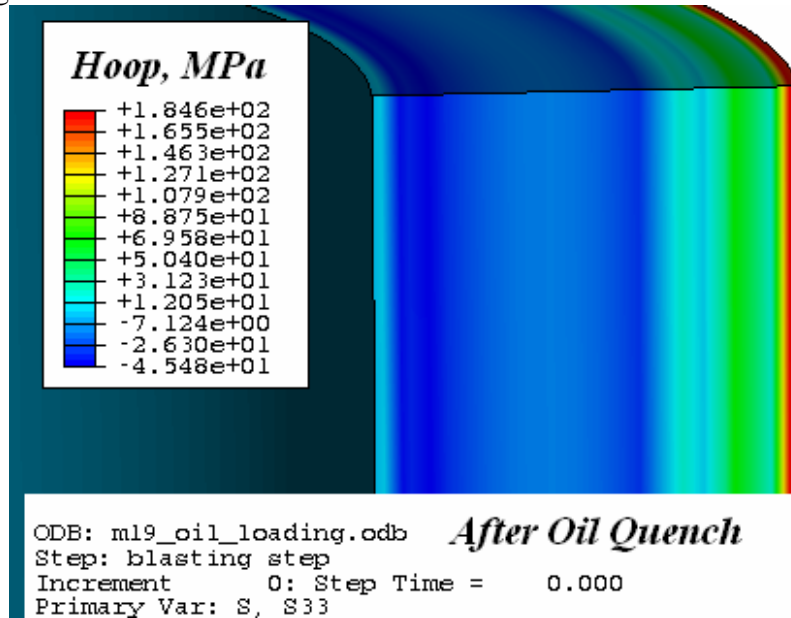 Hoop, MPa
+1.846e+02
+1.655e+02
+1.463e+02
+1.271e+02
+1.079e+02
+8.875e+01
+6.958e+01
+5.040e+01
+3.123e+01
+1.205e+01
-7.124e+00
-2.630e+01
-4.548e+01
ODB: m19_oil_loading.odb After Oil Quench
Step: blasting step
Increment 0: Step Time = 0.000
Primary Var: S, S33